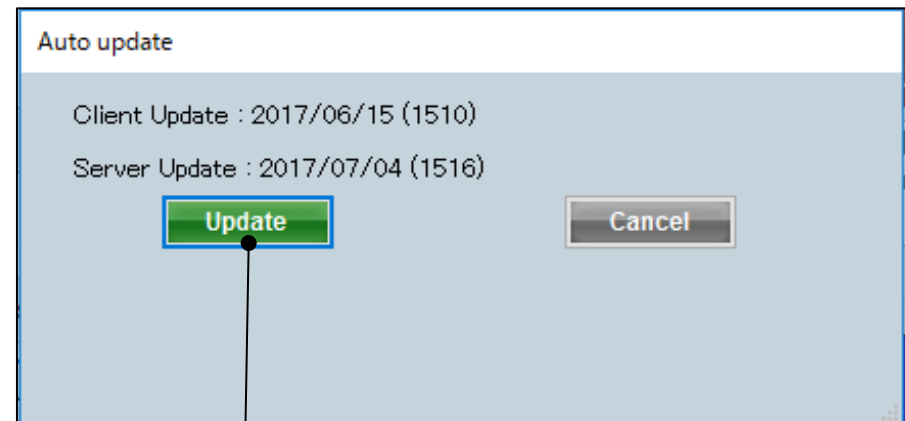 Auto update
Client Update : 2017/06/15 (1510)
Server Update : 2017/07/04 (1516)
Update Cancel